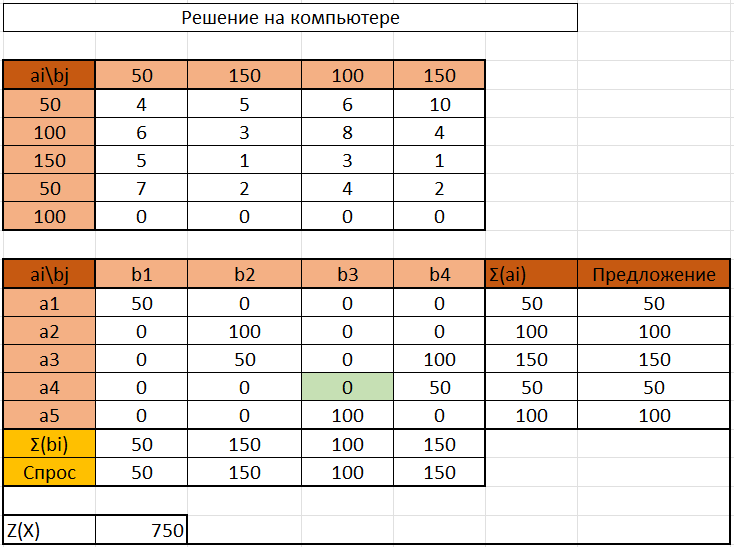 Решение на компьютере
ai\bj 50 150 100 150
50 4 5 6 10
100 6 3 8 4
150 5 1 3 1
50 7 2 4 2
100 0 0 0 0
ai\bj b1 b2 b3 b4 Σ(ai) Предложение
a1 50 0 0 0 50 50
a2 0 100 0 0 100 100
a3 0 50 0 100 150 150
a4 0 0 0 50 50 50
a5 0 0 100 0 100 100
Σ(bi) 50 150 100 150
Спрос 50 150 100 150
Z(X) 750